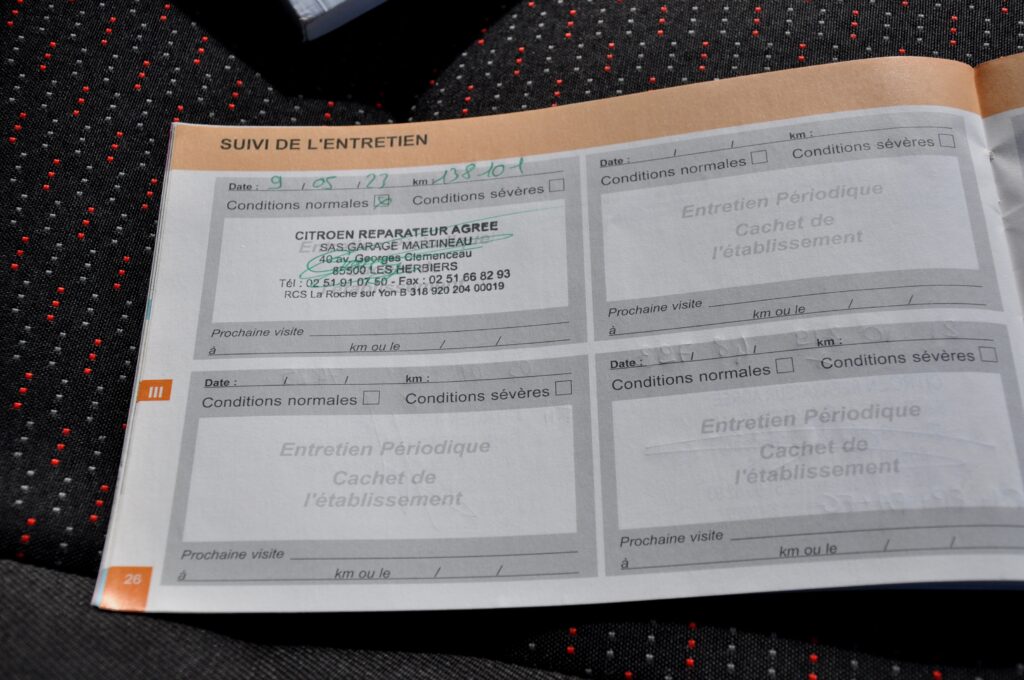 SUIVI DE L'ENTRETIEN
Date : 9 / 05 / 23 km : 138101
Conditions normales Conditions sévères
CITROEN REPARATEUR AGREE
SAS GARAGE MARTINEAU
40 av. Georges Clemenceau
85500 LES HERBIERS
Tél : 02 51 91 07 50 - Fax : 02 51 66 82 93
RCS La Roche sur Yon B 318 920 204 00019
Prochaine visite
à km ou le / /
Date : / / km :
Conditions normales Conditions sévères
Entretien Périodique
Cachet de
l'établissement
Prochaine visite
à km ou le / /
III
Date : / / km :
Conditions normales Conditions sévères
Entretien Périodique
Cachet de
l'établissement
Prochaine visite
à km ou le / /
Date : / / km :
Conditions normales Conditions sévères
Entretien Périodique
Cachet de
l'établissement
Prochaine visite
à km ou le / /
26